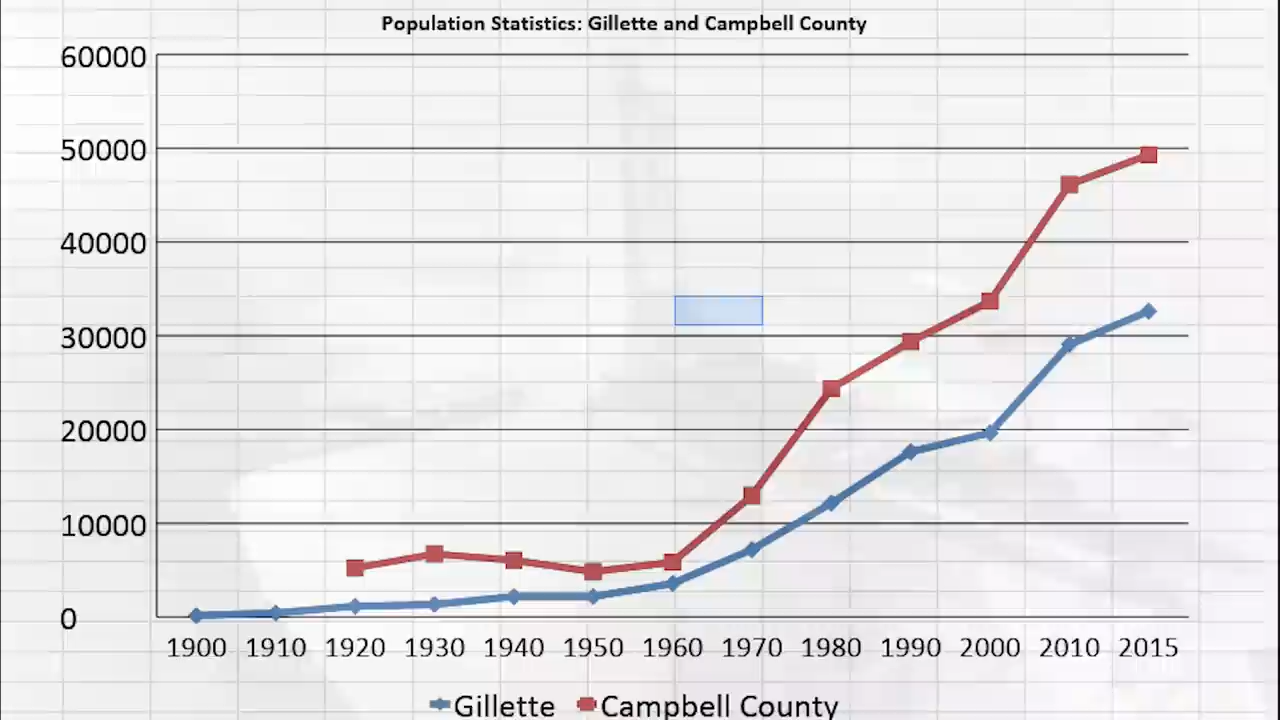 Population Statistics: Gillette and Campbell County
60000
50000
40000
30000
20000
10000
0
1900 1910 1920 1930 1940 1950 1960 1970 1980 1990 2000 2010 2015
Gillette Campbell County